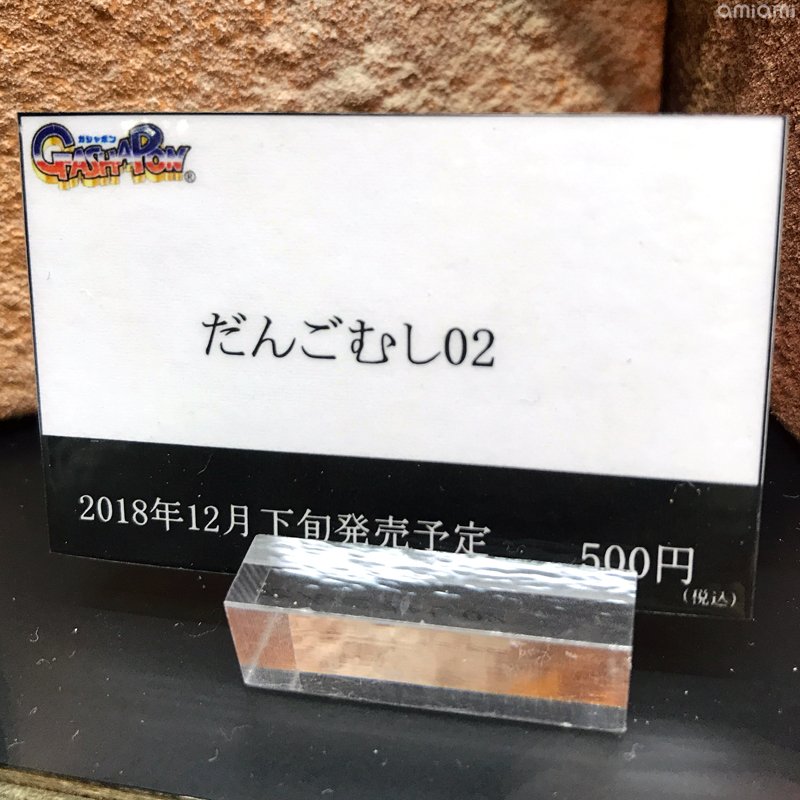 amiami
ガシャポン
GASHAPON®
だんごむし02
2018年12月下旬発売予定 500円
(税込)